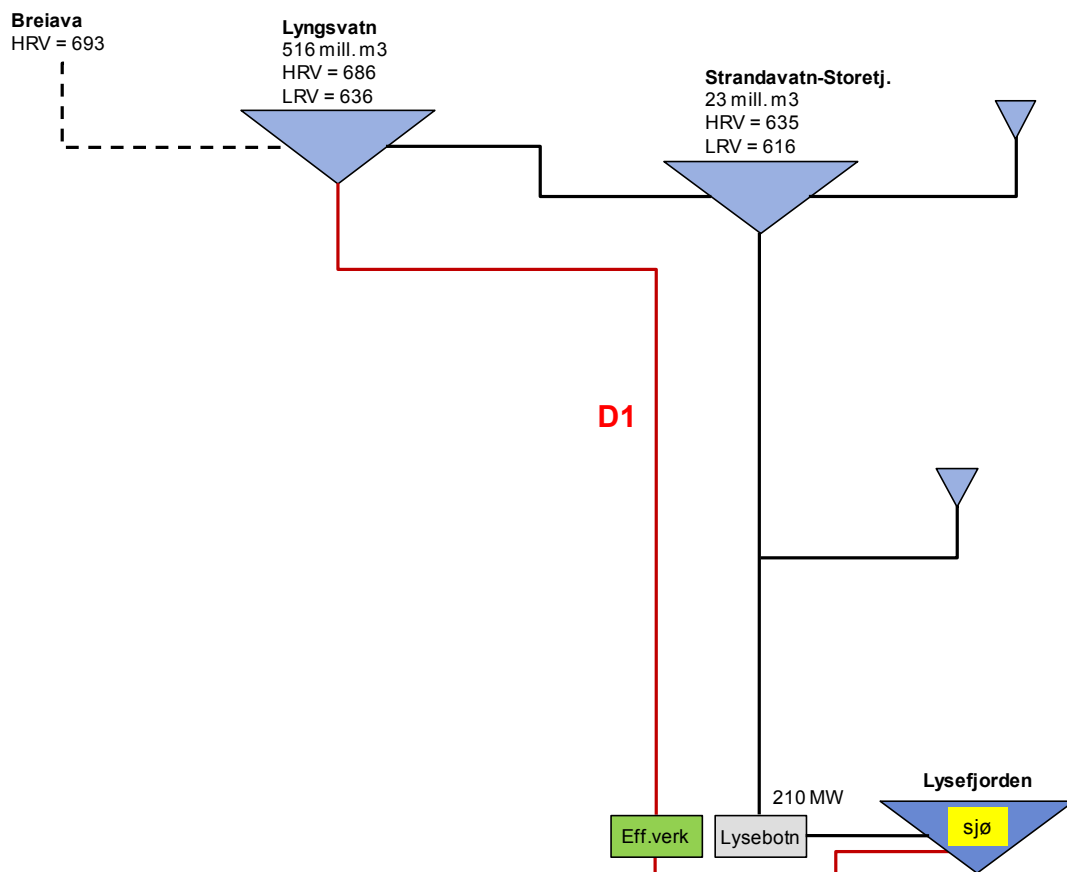 Breiava
HRV = 693
Lyngsvatn
516 mill. m3
HRV = 686
LRV = 636
Strandavatn-Storetj.
23 mill. m3
HRV = 635
LRV = 616
D1
210 MW
Lysefjorden
sjø
Eff.verk
Lysebotn